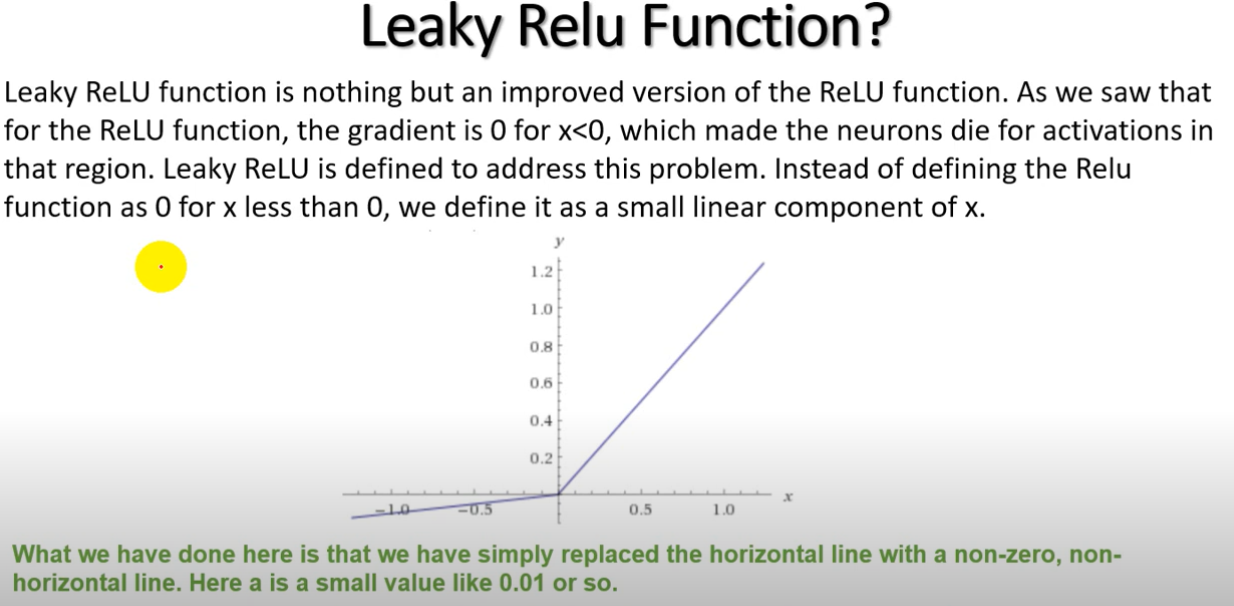 Leaky Relu Function?
Leaky ReLU function is nothing but an improved version of the ReLU function. As we saw that
for the ReLU function, the gradient is 0 for x<0, which made the neurons die for activations in
that region. Leaky ReLU is defined to address this problem. Instead of defining the Relu
function as 0 for x less than 0, we define it as a small linear component of x.
y
1.2
1.0
0.8
0.6
0.4
0.2
-1.0 -0.5 0.5 1.0 x
What we have done here is that we have simply replaced the horizontal line with a non-zero, non-
horizontal line. Here a is a small value like 0.01 or so.